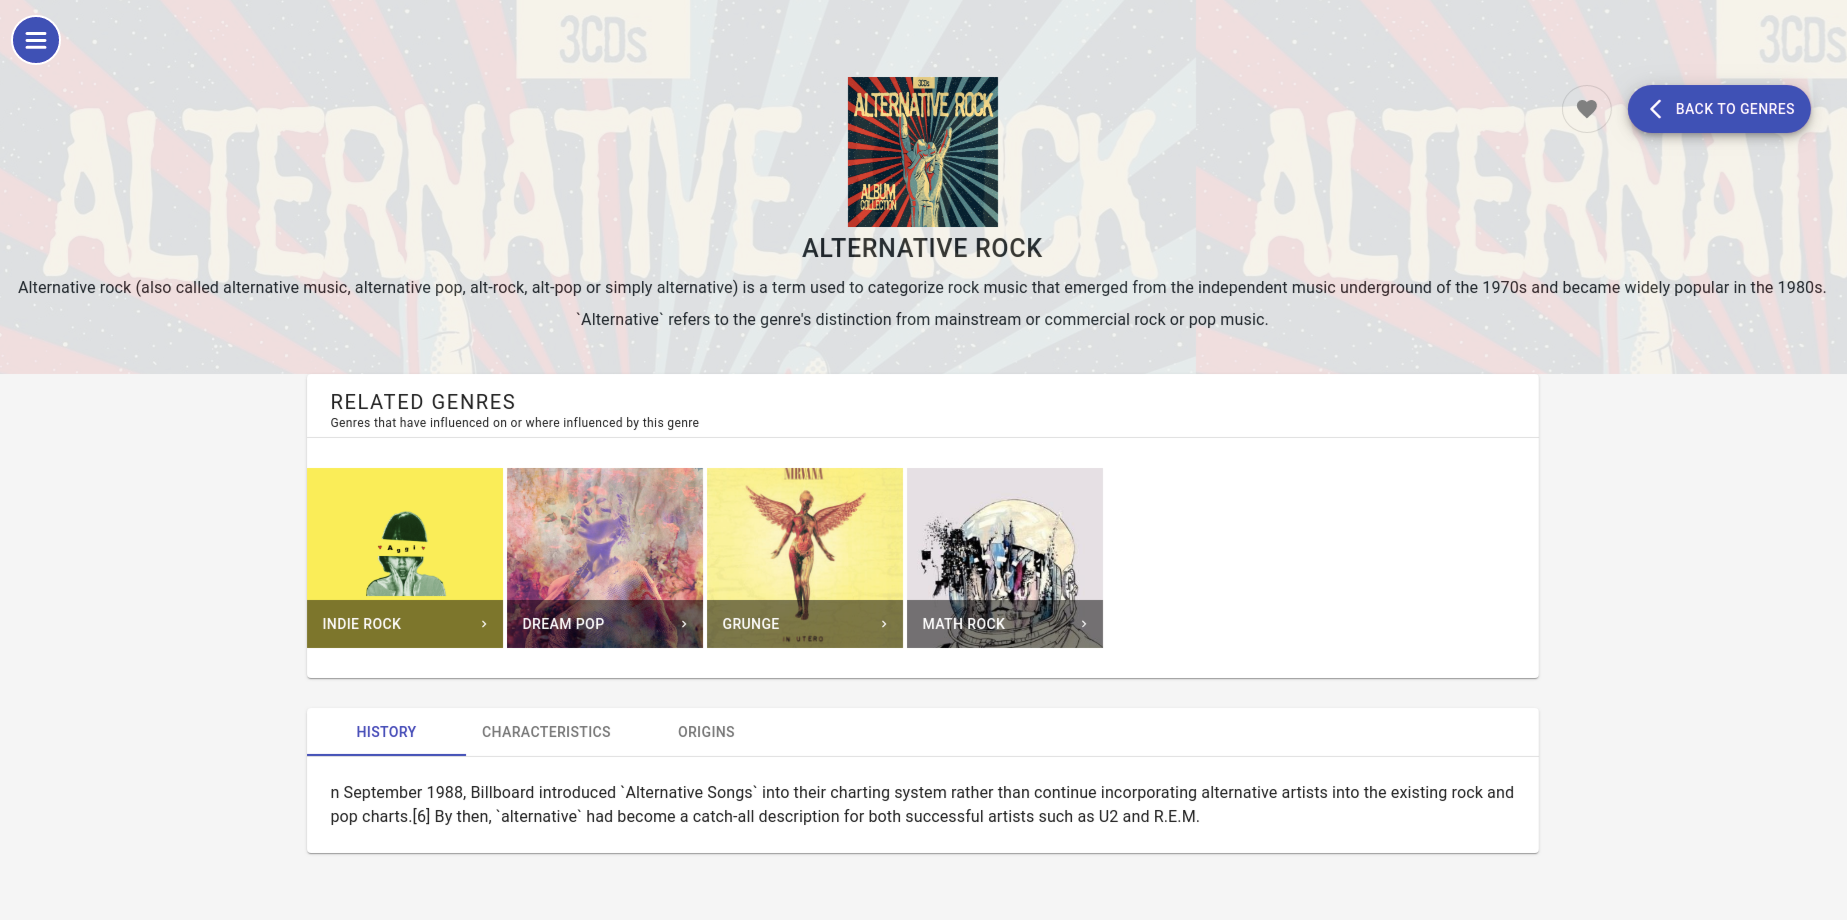 3CDs
3CDs
ALTERNATIVE ROCK
ALTERNATI
3CDs
ALTERNATIVE ROCK
ALBUM
COLLECTION
BACK TO GENRES
ALTERNATIVE ROCK
Alternative rock (also called alternative music, alternative pop, alt-rock, alt-pop or simply alternative) is a term used to categorize rock music that emerged from the independent music underground of the 1970s and became widely popular in the 1980s.
`Alternative` refers to the genre's distinction from mainstream or commercial rock or pop music.
RELATED GENRES
Genres that have influenced on or where influenced by this genre
Aggi
NIRVANA
IN UTERO
INDIE ROCK
DREAM POP
GRUNGE
MATH ROCK
HISTORY CHARACTERISTICS ORIGINS
n September 1988, Billboard introduced `Alternative Songs` into their charting system rather than continue incorporating alternative artists into the existing rock and
pop charts.[6] By then, `alternative` had become a catch-all description for both successful artists such as U2 and R.E.M.